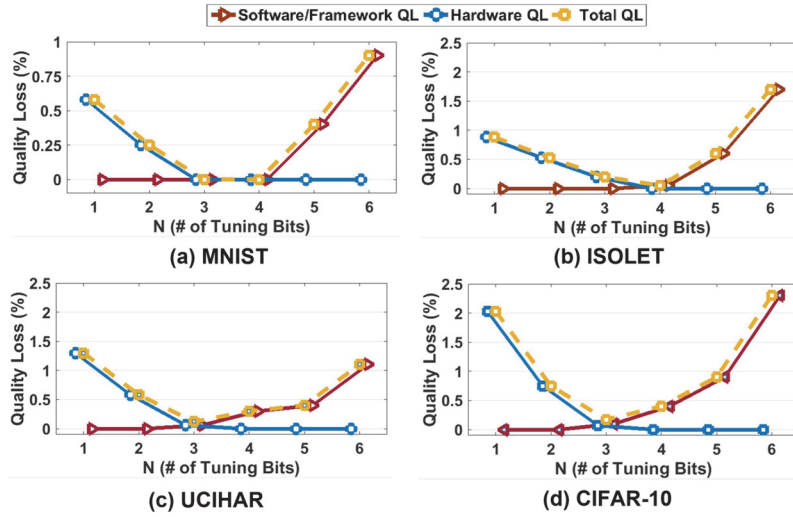 Software/Framework QL Hardware QL Total QL
Quality Loss (%)
1
0.75
0.5
0.25
0
1 2 3 4 5 6
N (# of Tuning Bits)
(a) MNIST
Quality Loss (%)
2.5
2
1.5
1
0.5
0
1 2 3 4 5 6
N (# of Tuning Bits)
(b) ISOLET
Quality Loss (%)
2.5
2
1.5
1
0.5
0
1 2 3 4 5 6
N (# of Tuning Bits)
(c) UCIHAR
Quality Loss (%)
2.5
2
1.5
1
0.5
0
1 2 3 4 5 6
N (# of Tuning Bits)
(d) CIFAR-10